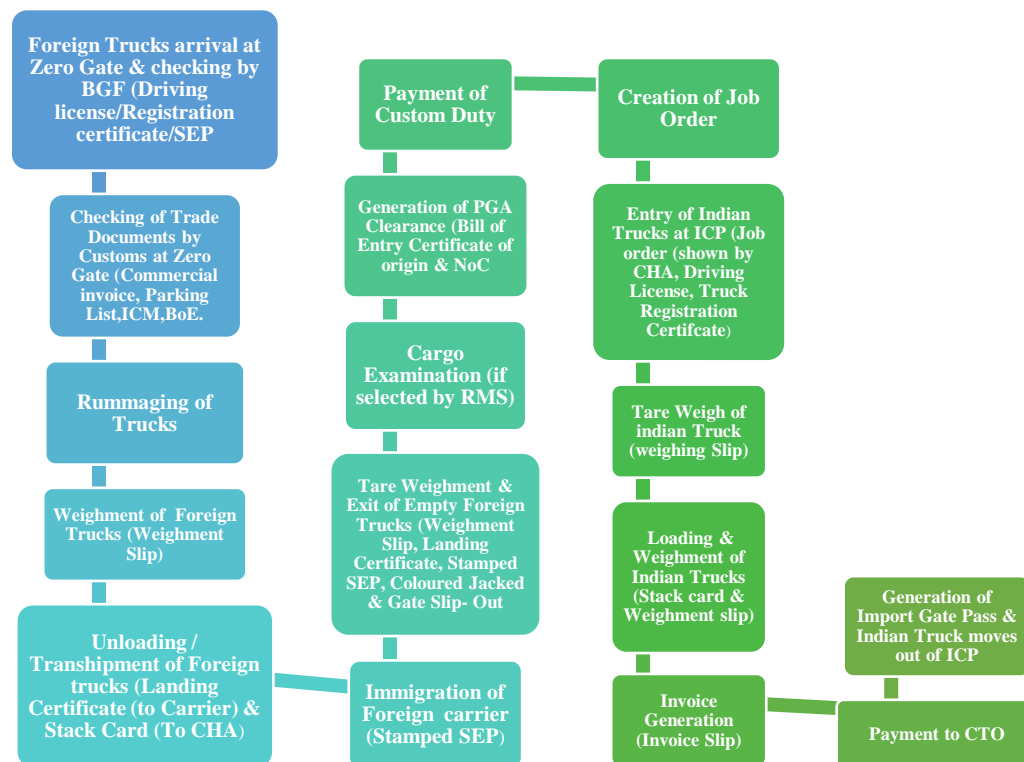 Foreign Trucks arrival at
Zero Gate & checking by
BGF (Driving
license/Registration
certificate/SEP
Checking of Trade
Documents by
Customs at Zero
Gate (Commercial
invoice, Parking
List,ICM,BoE.
Rummaging of
Trucks
Weighment of Foreign
Trucks (Weighment
Slip)
Unloading /
Transhipment of Foreign
trucks (Landing
Certificate (to Carrier) &
Stack Card (To CHA)
Immigration of
Foreign carrier
(Stamped SEP)
Tare Weighment &
Exit of Empty Foreign
Trucks (Weighment
Slip, Landing
Certificate, Stamped
SEP, Coloured Jacked
& Gate Slip- Out
Cargo
Examination (if
selected by RMS)
Generation of PGA
Clearance (Bill of
Entry Certificate of
origin & NoC
Payment of
Custom Duty
Creation of Job
Order
Entry of Indian
Trucks at ICP (Job
order (shown by
CHA, Driving
License, Truck
Registration
Certifcate)
Tare Weigh of
indian Truck
(weighing Slip)
Loading &
Weighment of
Indian Trucks
(Stack card &
Weighment slip)
Invoice
Generation
(Invoice Slip)
Payment to CTO
Generation of
Import Gate Pass &
Indian Truck moves
out of ICP